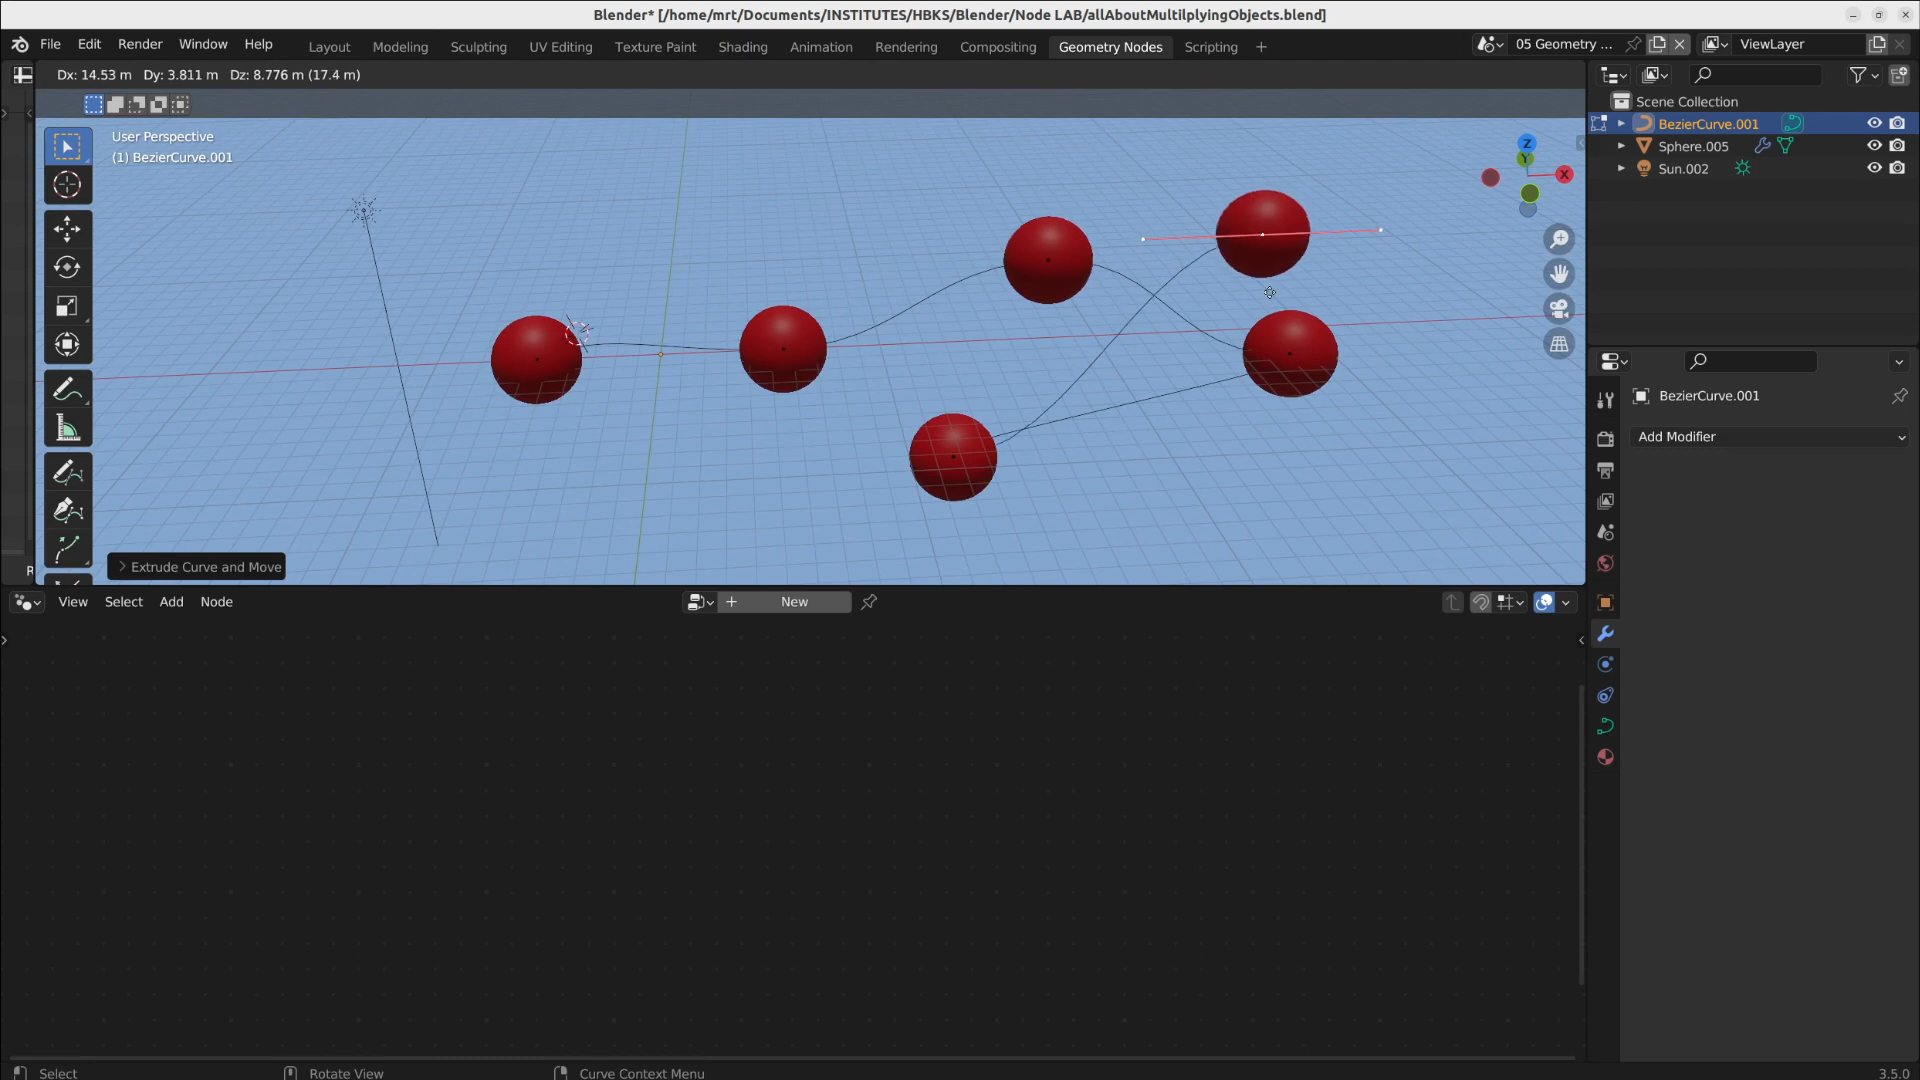 Blender* [/home/mrt/Documents/INSTITUTES/HBKS/Blender/Node LAB/allAboutMultilplyingObjects.blend]
File Edit Render Window Help Layout Modeling Sculpting UV Editing Texture Paint Shading Animation Rendering Compositing Geometry Nodes Scripting + 05 Geometry ... ViewLayer
Dx: 14.53 m Dy: 3.811 m Dz: 8.776 m (17.4 m)
Scene Collection
BezierCurve.001
Sphere.005
Sun.002
User Perspective
(1) BezierCurve.001
Z
Y
X
BezierCurve.001
Add Modifier
R
Extrude Curve and Move
View Select Add Node + New
Select Rotate View Curve Context Menu 3.5.0